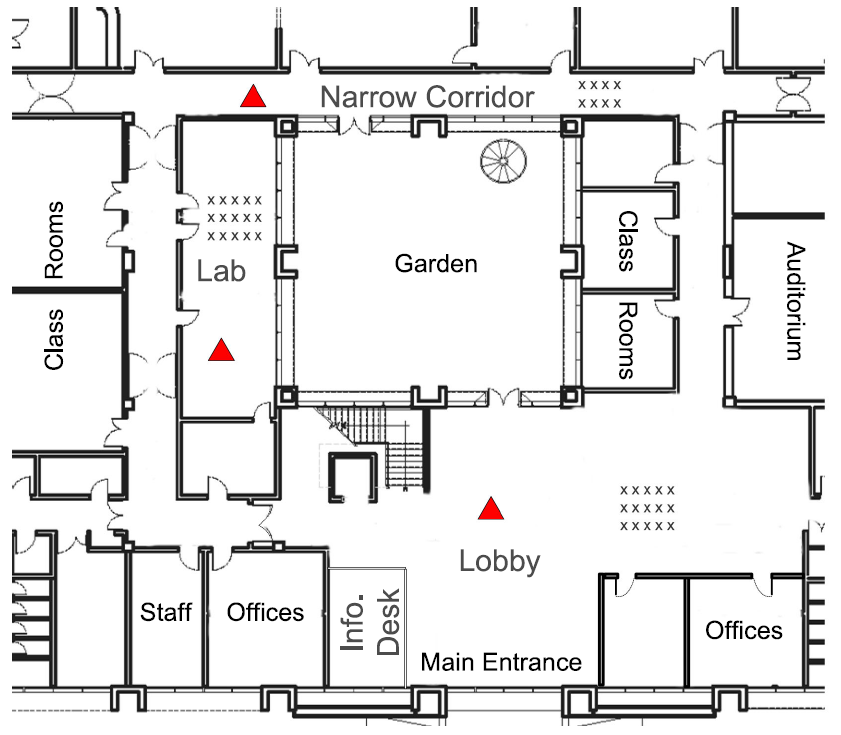 Narrow Corridor
x x x x
x x x x
x x x x x
x x x x x
x x x x x
Lab
Rooms
Class
Garden
Class
Rooms
Auditorium
x x x x x
x x x x x
x x x x x
Lobby
Staff
Offices
Info.
Desk
Offices
Main Entrance